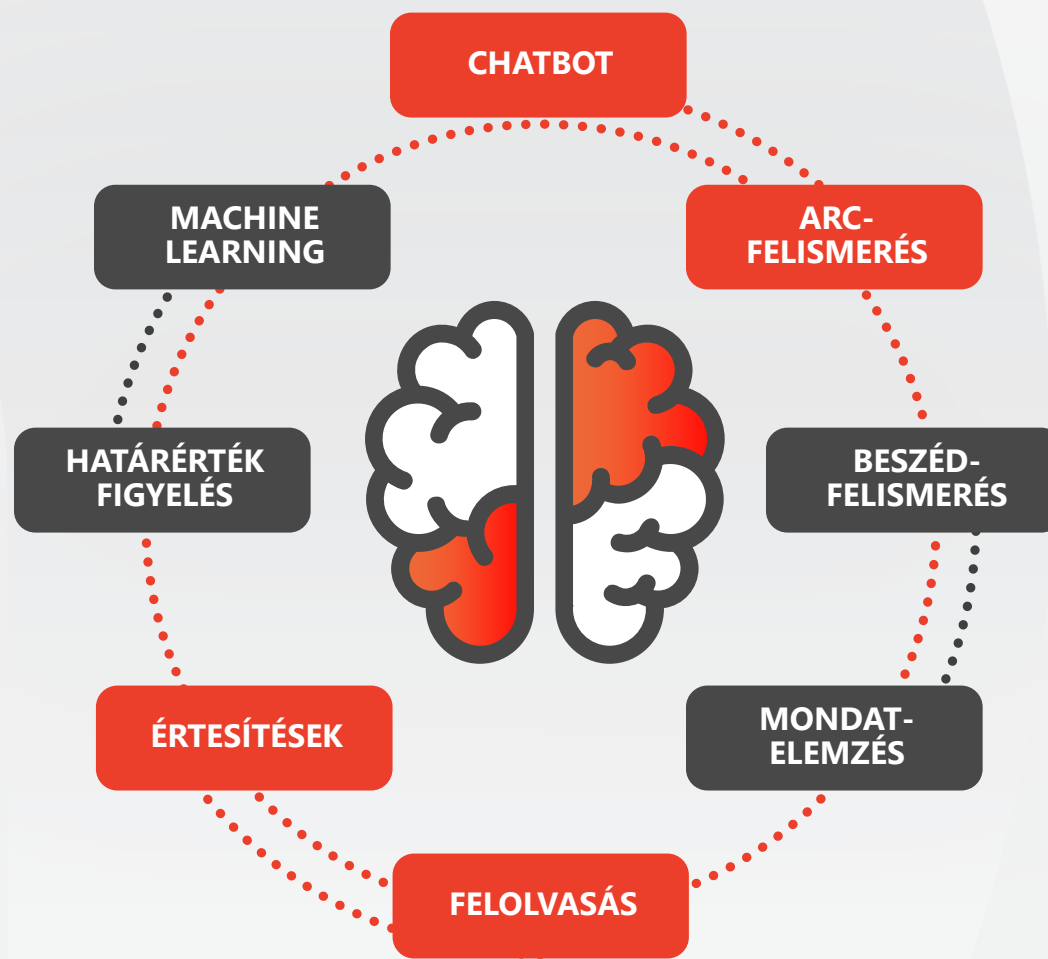 CHATBOT
MACHINE
LEARNING
ARC-
FELISMERÉS
HATÁRÉRTÉK
FIGYELÉS
BESZÉD-
FELISMERÉS
ÉRTESÍTÉSEK
MONDAT-
ELEMZÉS
FELOLVASÁS